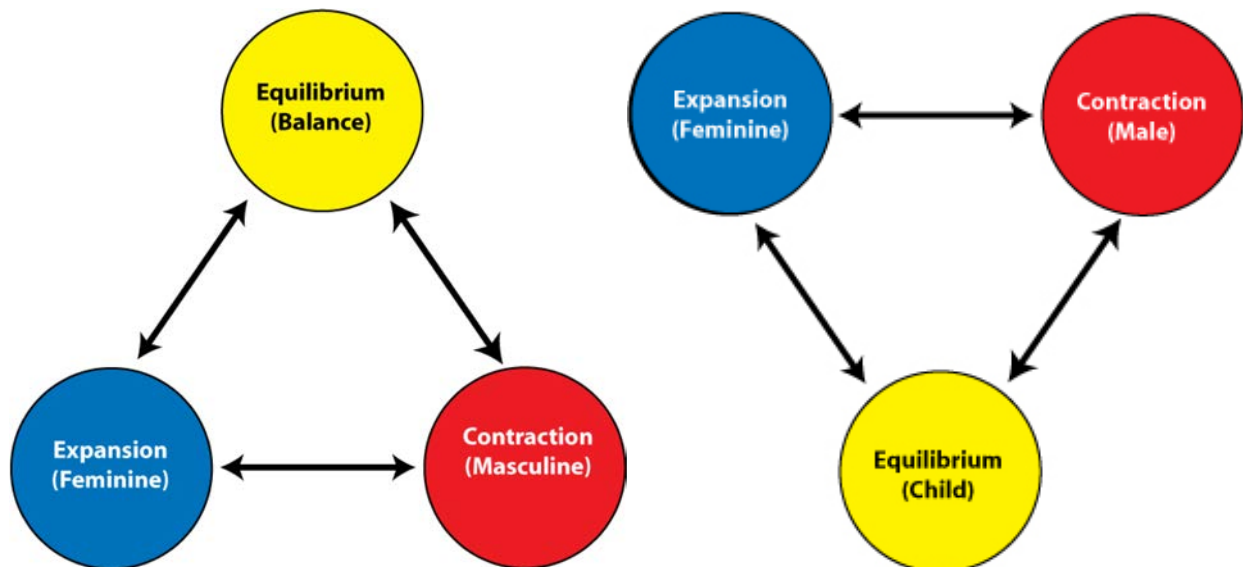 Equilibrium
(Balance)
Expansion
(Feminine)
Contraction
(Masculine)
Expansion
(Feminine)
Contraction
(Male)
Equilibrium
(Child)